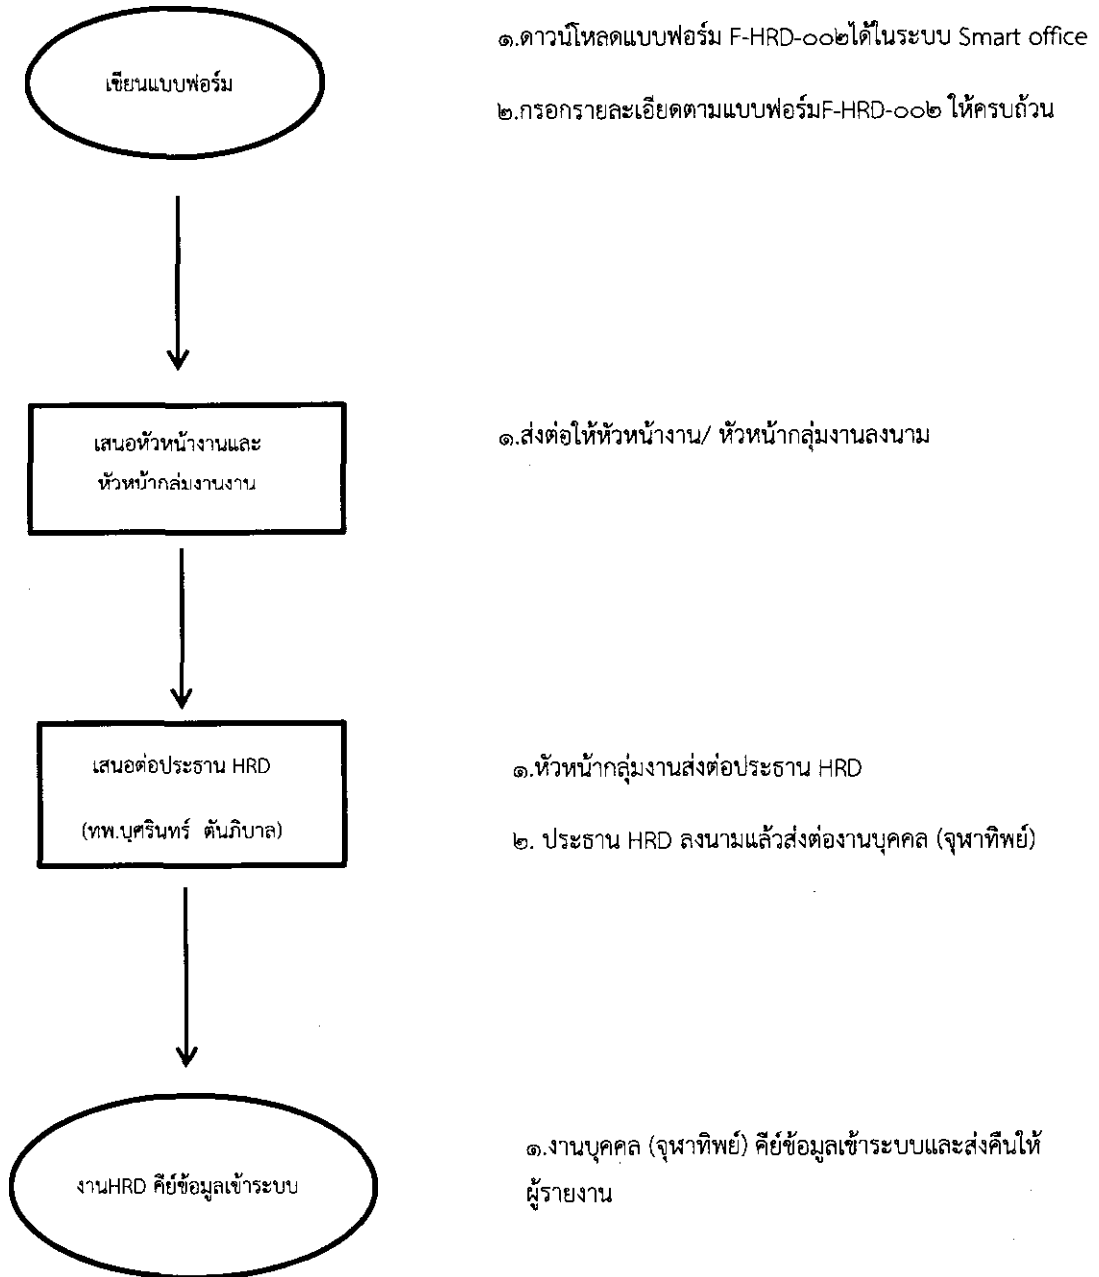 เขียนแบบฟอร์ม
๑.ดาวน์โหลดแบบฟอร์ม F-HRD-๐๐๒ได้ในระบบ Smart office
๒.กรอกรายละเอียดตามแบบฟอร์มF-HRD-๐๐๒ ให้ครบถ้วน
เสนอหัวหน้างานและ
หัวหน้ากลุ่มงานงาน
๑.ส่งต่อให้หัวหน้างาน/ หัวหน้ากลุ่มงานลงนาม
เสนอต่อประธาน HRD
(ทพ.บุศรินทร์ ตันภิบาล)
๑.หัวหน้ากลุ่มงานส่งต่อประธาน HRD
๒. ประธาน HRD ลงนามแล้วส่งต่องานบุคคล (จุฬาทิพย์)
งานHRD คีย์ข้อมูลเข้าระบบ
๑.งานบุคคล (จุฬาทิพย์) คีย์ข้อมูลเข้าระบบและส่งคืนให้
ผู้รายงาน